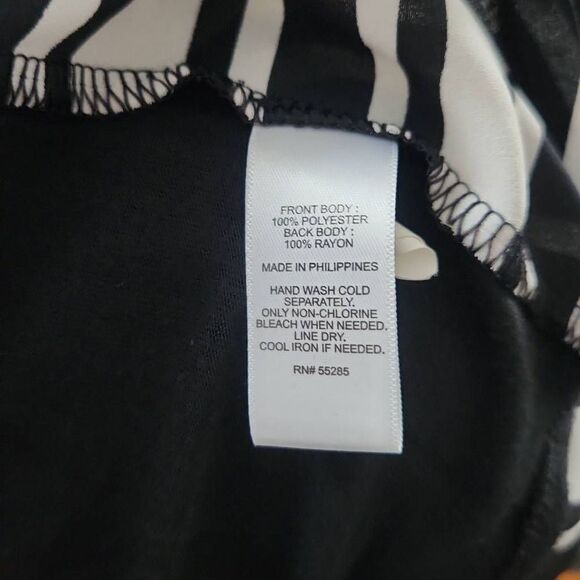 FRONT BODY :
100% POLYESTER
BACK BODY :
100% RAYON
MADE IN PHILIPPINES
HAND WASH COLD
SEPARATELY.
ONLY NON-CHLORINE
BLEACH WHEN NEEDED.
LINE DRY.
COOL IRON IF NEEDED.
RN# 55285